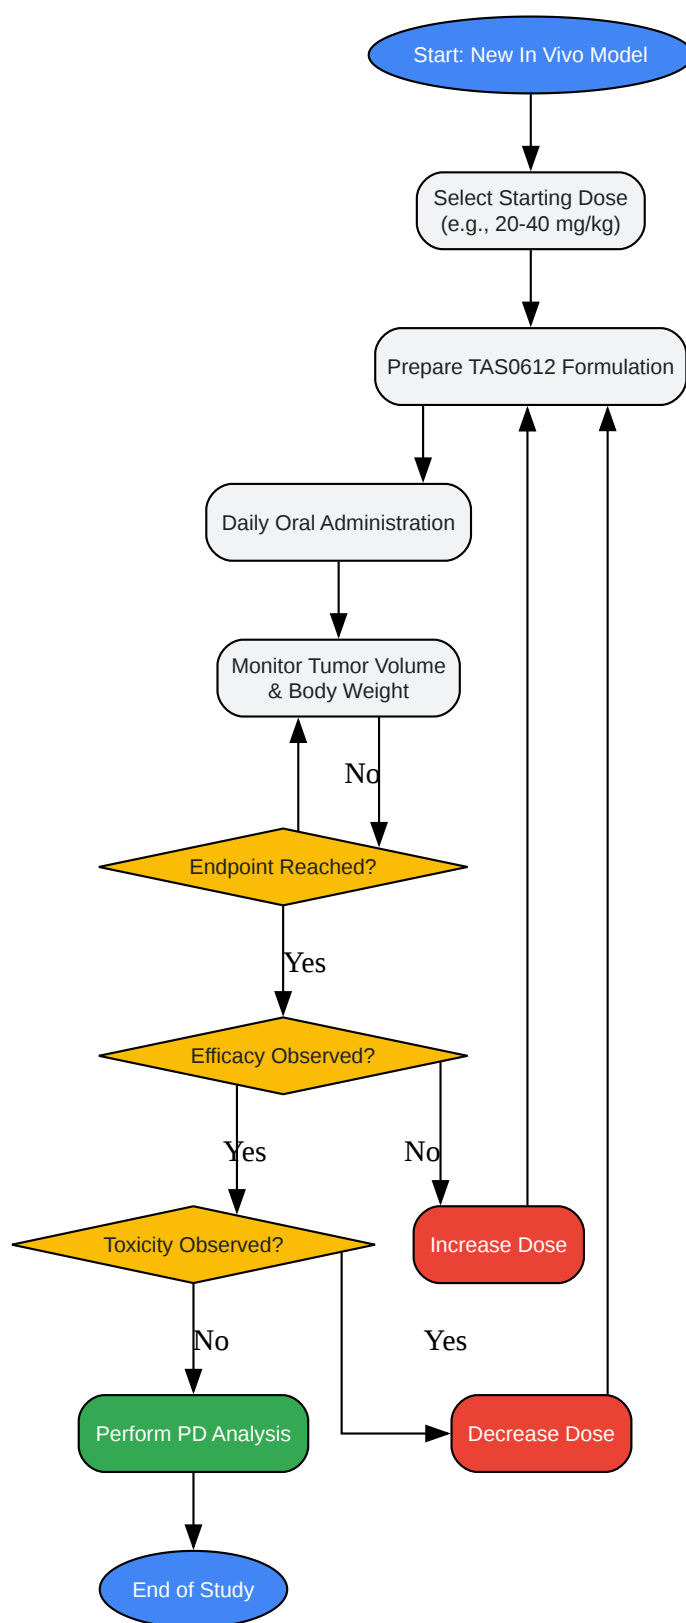 Start: New In Vivo Model
Select Starting Dose
(e.g., 20-40 mg/kg)
Prepare TAS0612 Formulation
Daily Oral Administration
Monitor Tumor Volume
& Body Weight
No
Endpoint Reached?
Yes
Efficacy Observed?
Yes
No
Toxicity Observed?
Increase Dose
No
Yes
Perform PD Analysis
Decrease Dose
End of Study